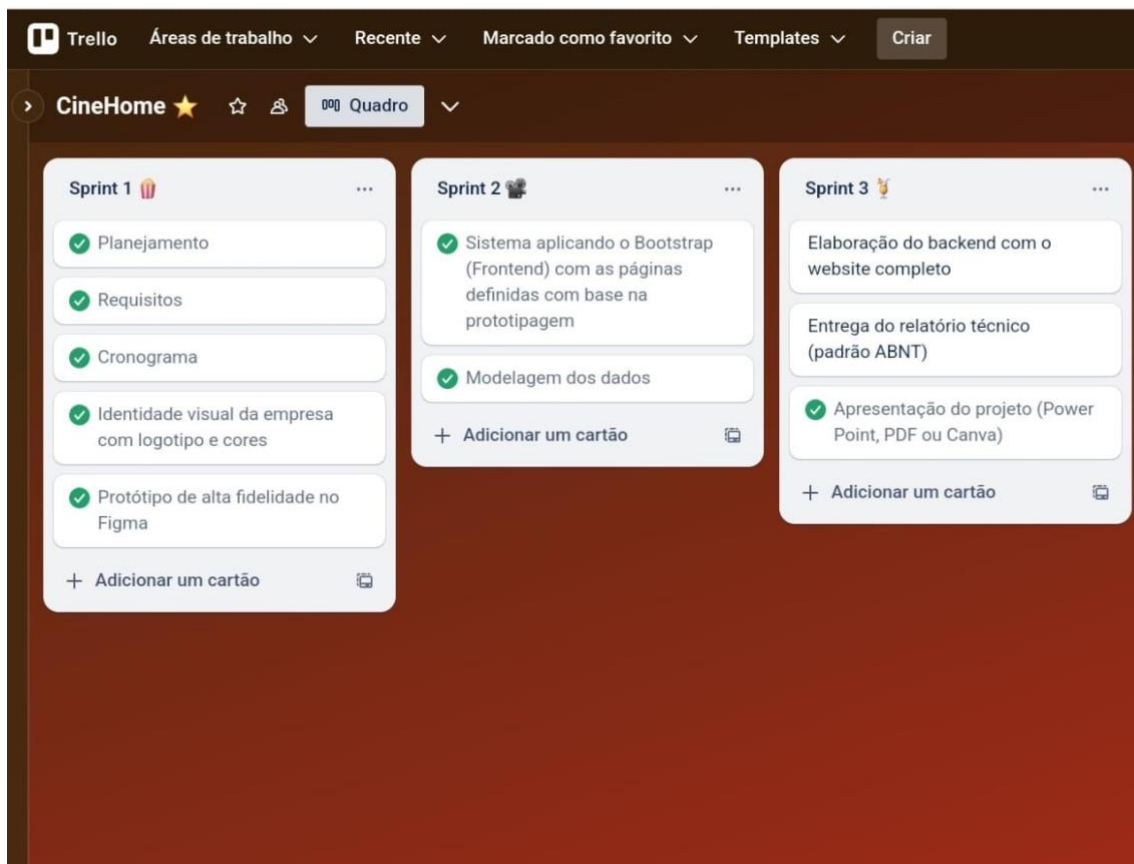 Trello Áreas de trabalho Recente Marcado como favorito Templates Criar
CineHome Quadro
Sprint 1
Planejamento
Requisitos
Cronograma
Identidade visual da empresa
com logotipo e cores
Protótipo de alta fidelidade no
Figma
+ Adicionar um cartão
Sprint 2
Sistema aplicando o Bootstrap
(Frontend) com as páginas
definidas com base na
prototipagem
Modelagem dos dados
+ Adicionar um cartão
Sprint 3
Elaboração do backend com o
website completo
Entrega do relatório técnico
(padrão ABNT)
Apresentação do projeto (Power
Point, PDF ou Canva)
+ Adicionar um cartão